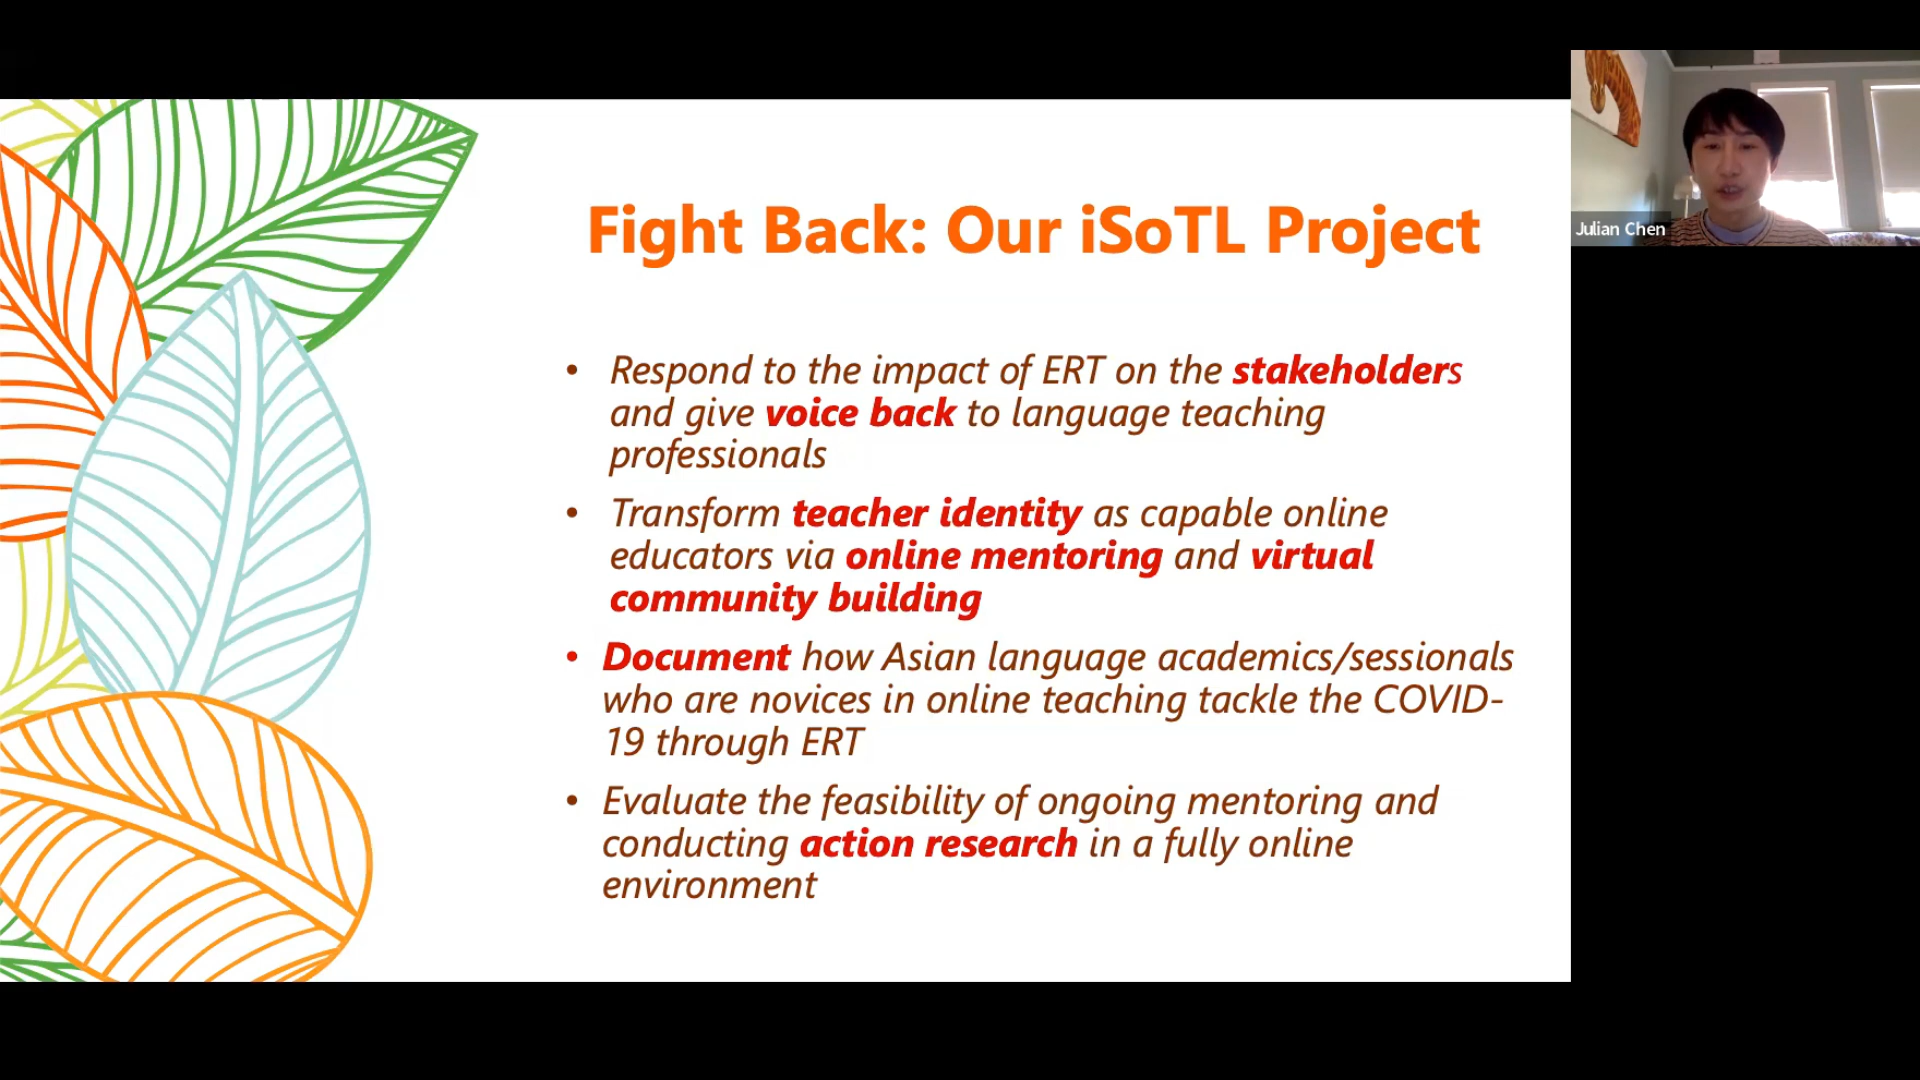 Fight Back: Our iSoTL Project
• Respond to the impact of ERT on the stakeholders
and give voice back to language teaching
professionals
• Transform teacher identity as capable online
educators via online mentoring and virtual
community building
• Document how Asian language academics/sessionals
who are novices in online teaching tackle the COVID-
19 through ERT
• Evaluate the feasibility of ongoing mentoring and
conducting action research in a fully online
environment
Julian Chen